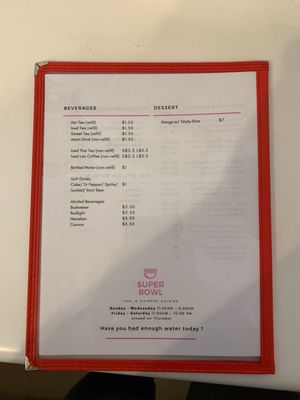 BEVERAGES
Hot Tea (refill) $1.50
Iced Tea (refill) $1.50
Sweet Tea (refill) $1.50
Asian Drink (non-refill) $1.50
Iced Thai Tea (non-refill) S$2.5 L$5.5
Iced Lao Coffee (non-refill) S$2.5 L$5.5
Bottled Water (non-refill) $1
Soft Drinks
Coke/ Dr Pepper/ Sprite/ $1
Sunkist/ Root Beer
Alcohol Beverages:
Budweiser $2.50
Budlight $2.50
Heineken $3.50
Corona $3.50
DESSERT
Mango w/ Sticky Rice $7
SUPER
BOWL
THAI & CHINESE CUISINE
Sunday - Wednesday 11:00AM - 9:00PM
Friday - Saturday 11:00AM - 10:00 PM
closed on Thursday
Have you had enough water today ?